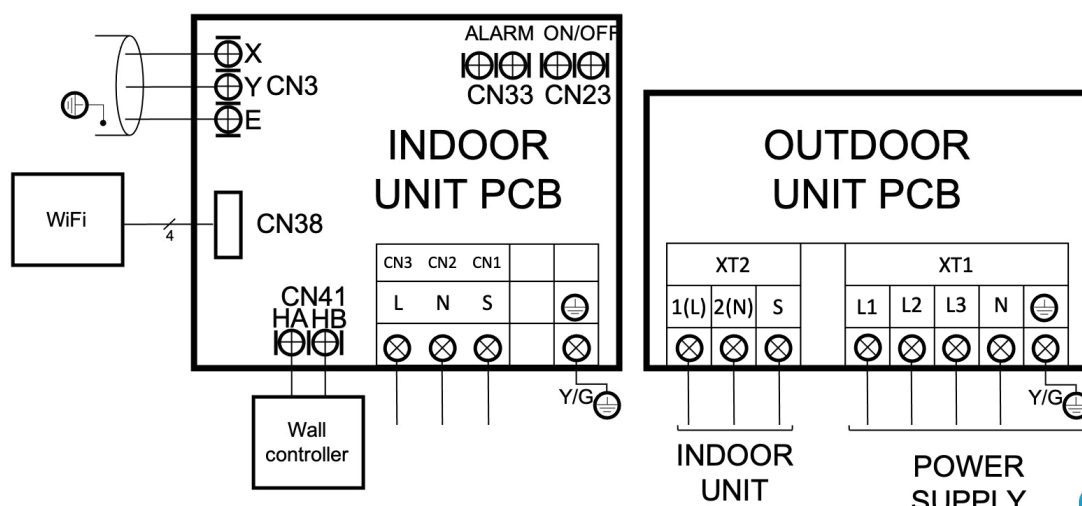 ALARM ON/OFF
X
Y CN3
E
CN33 CN23
INDOOR
UNIT PCB
WiFi
4
CN38
CN41
HA HB
CN3 CN2 CN1
L N S
Y/G
Wall
controller
OUTDOOR
UNIT PCB
XT2 XT1
1(L) 2(N) S L1 L2 L3 N
Y/G
INDOOR
UNIT
POWER
SUPPLY